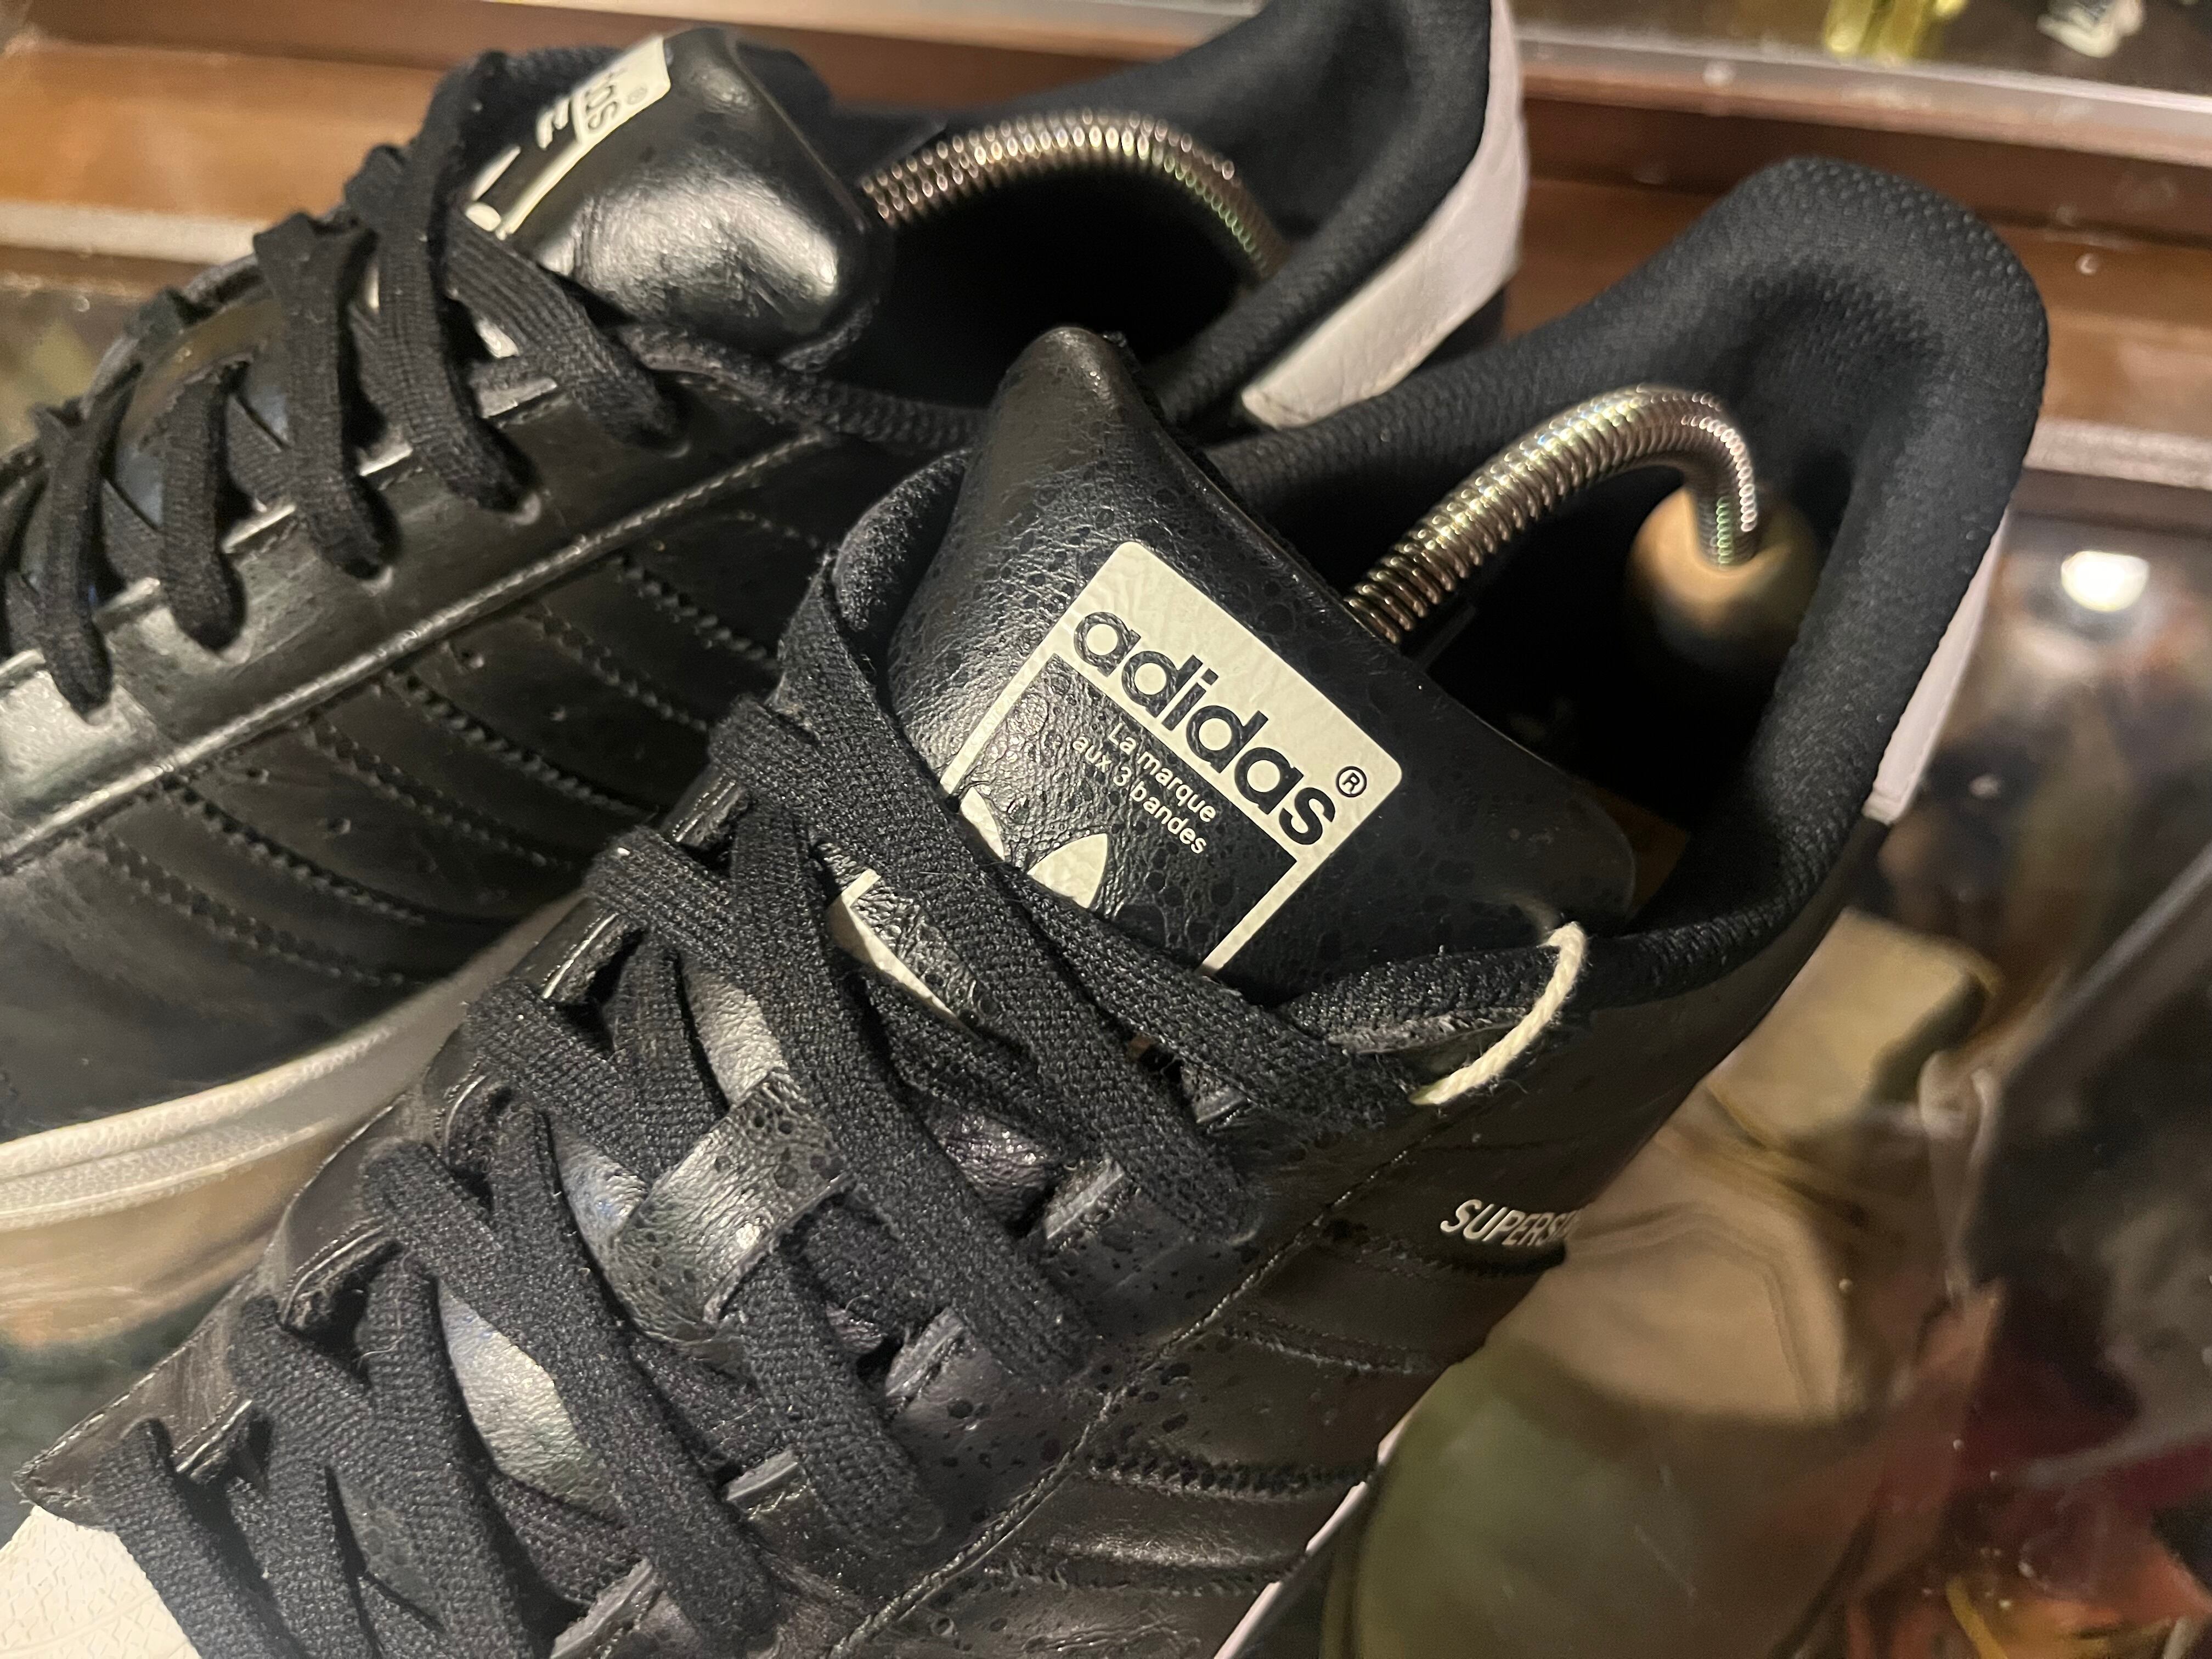 adidas®
La marque
aux 3 bandes